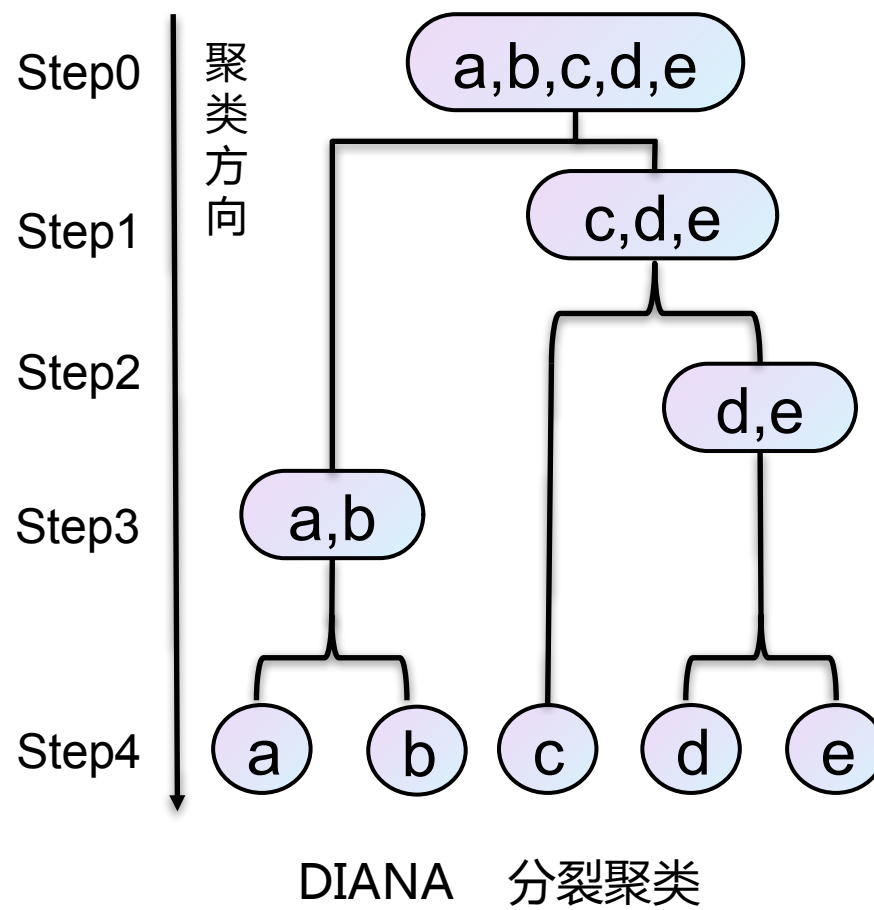 Step0
聚类方向
a,b,c,d,e
Step1
c,d,e
Step2
d,e
Step3
a,b
Step4
a
b
c
d
e
DIANA 分裂聚类